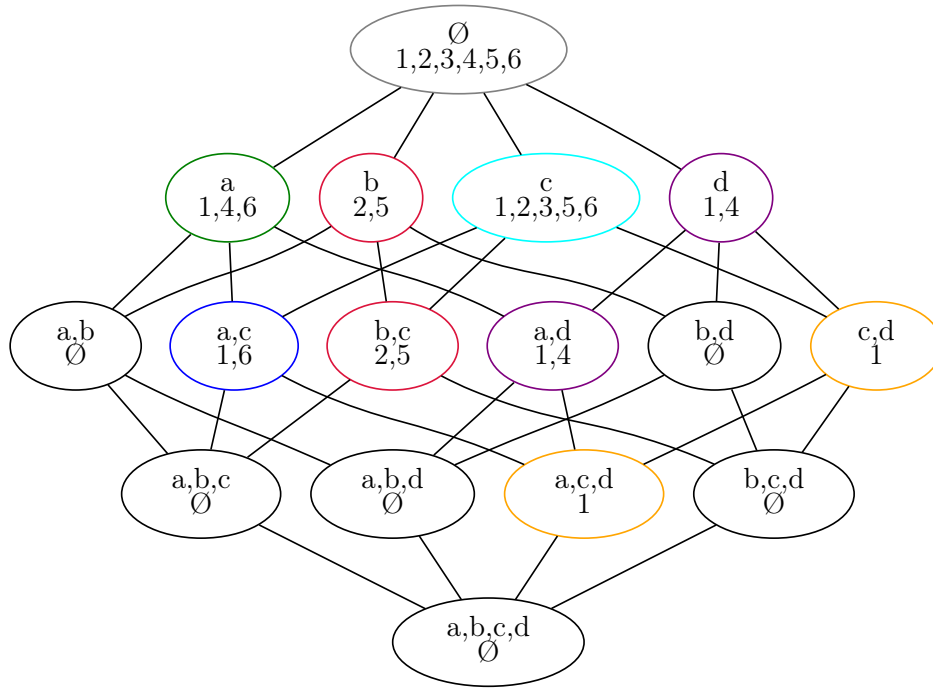 Ø
1,2,3,4,5,6
a
1,4,6
b
2,5
c
1,2,3,5,6
d
1,4
a,b
Ø
a,c
1,6
b,c
2,5
a,d
1,4
b,d
Ø
c,d
1
a,b,c
Ø
a,b,d
Ø
a,c,d
1
b,c,d
Ø
a,b,c,d
Ø